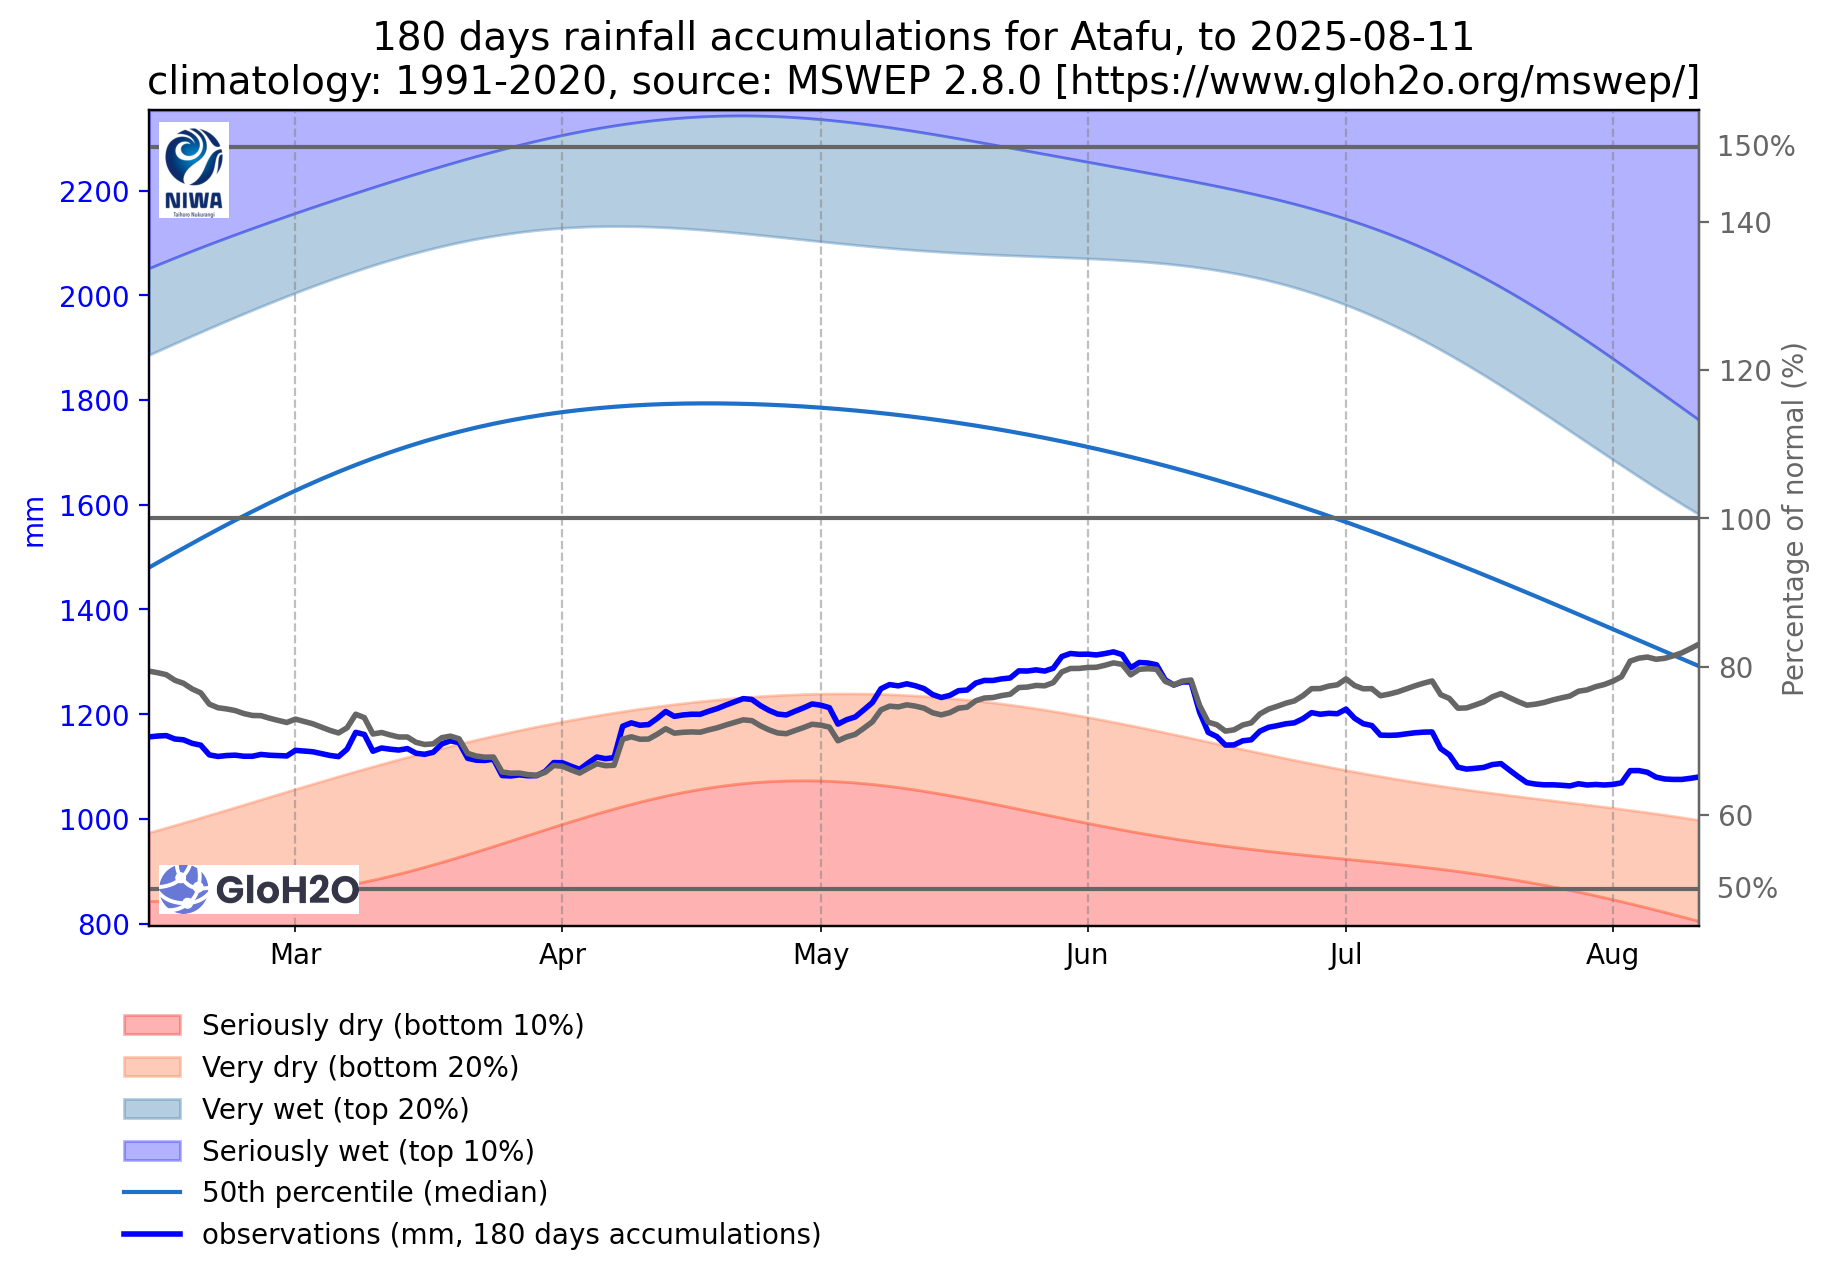 180 days rainfall accumulations for Atafu, to 2025-08-11
climatology: 1991-2020, source: MSWEP 2.8.0 [https://www.gloh2o.org/mswep/]
NIWA
Taihoro Nukurangi
mm
2200
2000
1800
1600
1400
1200
1000
800
150%
140
120
100
80
60
50%
Percentage of normal (%)
GloH2O
Mar
Apr
May
Jun
Jul
Aug
Seriously dry (bottom 10%)
Very dry (bottom 20%)
Very wet (top 20%)
Seriously wet (top 10%)
50th percentile (median)
observations (mm, 180 days accumulations)